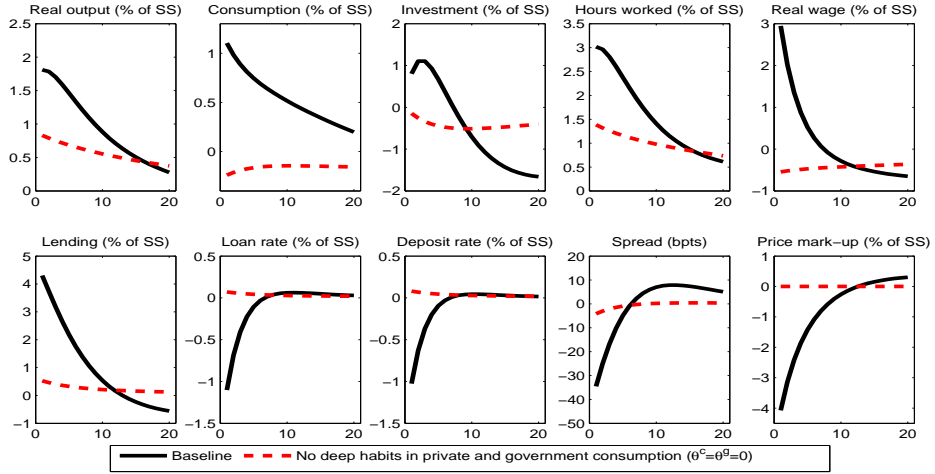 Real output (% of SS)
Consumption (% of SS)
Investment (% of SS)
Hours worked (% of SS)
Real wage (% of SS)
2.5
2
1.5
1
0.5
0
0 10 20
1
0.5
0
0 10 20
2
1
0
−1
−2
0 10 20
3.5
3
2.5
2
1.5
1
0.5
0
0 10 20
3
2
1
0
−1
0 10 20
Lending (% of SS)
Loan rate (% of SS)
Deposit rate (% of SS)
Spread (bpts)
Price mark−up (% of SS)
5
4
3
2
1
0
−1
0 10 20
0.5
0
−0.5
−1
−1.5
0 10 20
0.5
0
−0.5
−1
−1.5
0 10 20
20
10
0
−10
−20
−30
−40
−50
0 10 20
1
0
−1
−2
−3
−4
0 10 20
Baseline
No deep habits in private and government consumption (θᶜ=θᵍ=0)